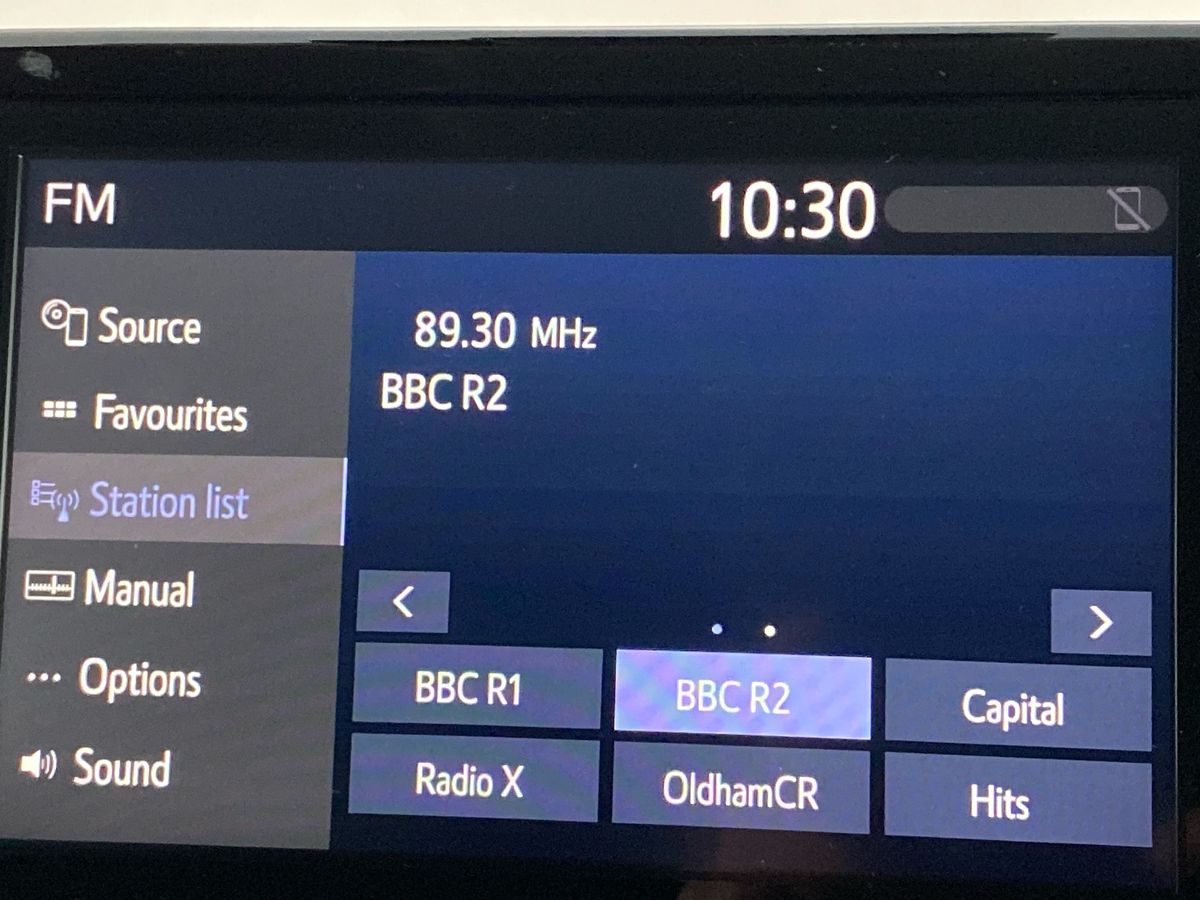 FM
10:30
Source
Favourites
Station list
Manual
Options
Sound
89.30 MHz
BBC R2
BBC R1
BBC R2
Capital
Radio X
OldhamCR
Hits